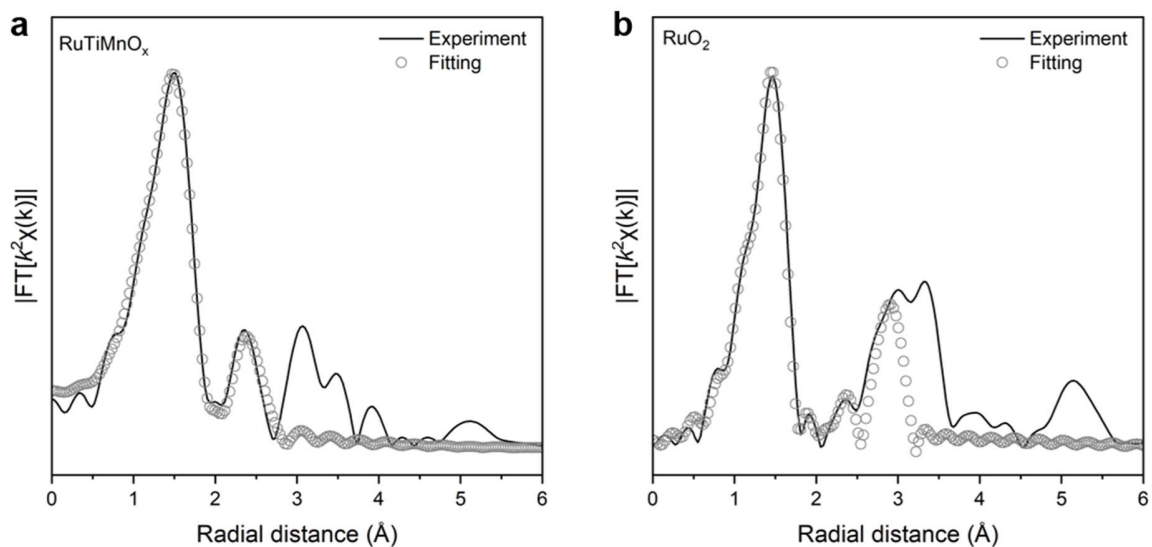 a
RuTiMnOₓ
Experiment
Fitting
|FT[k²χ(k)]|
0 1 2 3 4 5 6
Radial distance (Å)
b
RuO₂
Experiment
Fitting
|FT[k²χ(k)]|
0 1 2 3 4 5 6
Radial distance (Å)